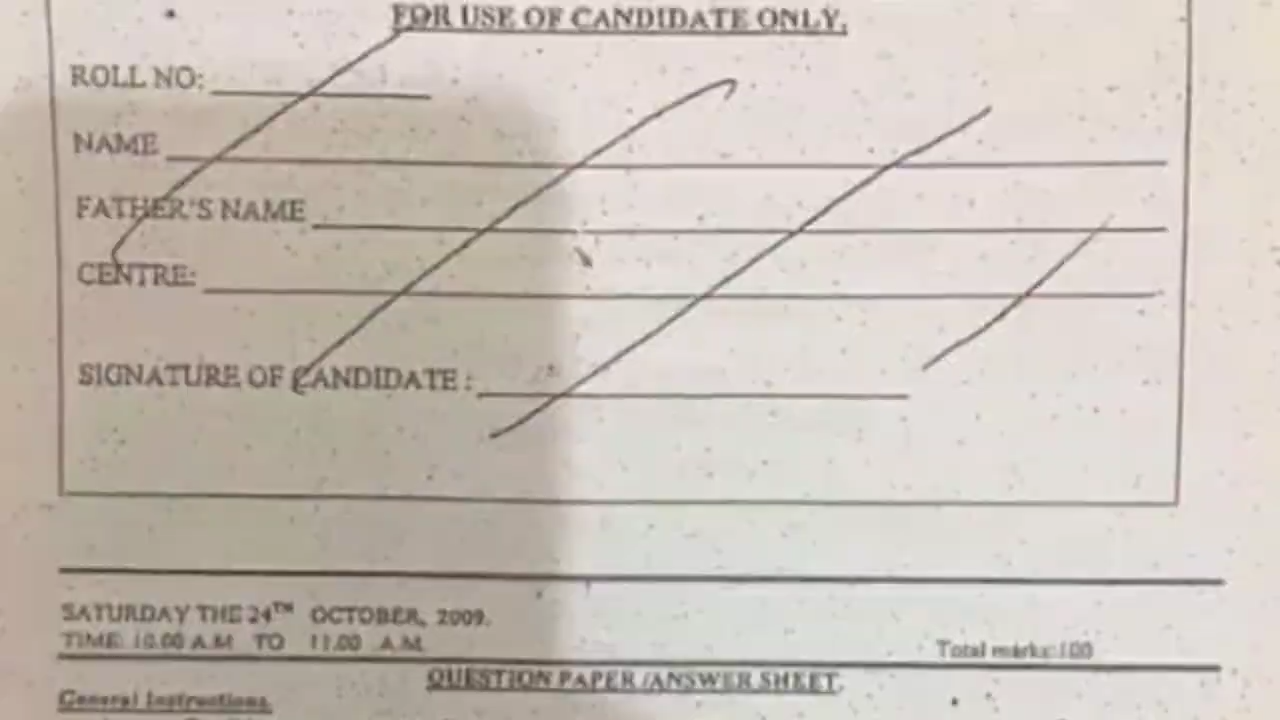 FOR USE OF CANDIDATE ONLY.
ROLL NO:
NAME
FATHER'S NAME
CENTRE:
SIGNATURE OF CANDIDATE :
SATURDAY THE 24TH OCTOBER, 2009.
TIME: 10.00 A.M TO 11.00 A.M.
Total marks:100
QUESTION PAPER /ANSWER SHEET.
General Instructions.